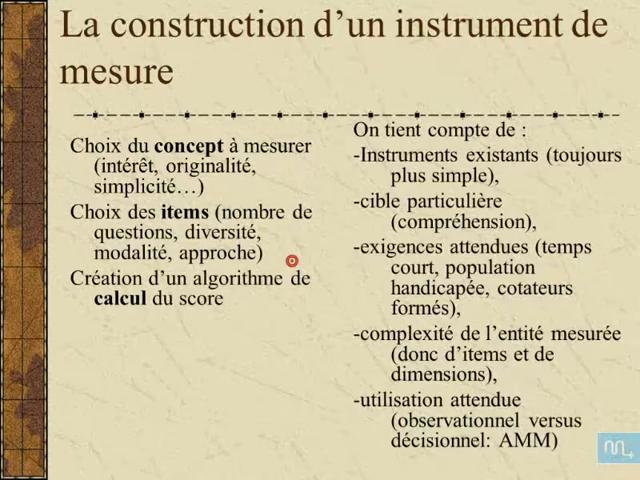 La construction d’un instrument de
mesure
Choix du concept à mesurer
(intérêt, originalité,
simplicité…)
Choix des items (nombre de
questions, diversité,
modalité, approche)
Création d’un algorithme de
calcul du score
On tient compte de :
-Instruments existants (toujours
plus simple),
-cible particulière
(compréhension),
-exigences attendues (temps
court, population
handicapée, cotateurs
formés),
-complexité de l’entité mesurée
(donc d’items et de
dimensions),
-utilisation attendue
(observationnel versus
décisionnel: AMM)